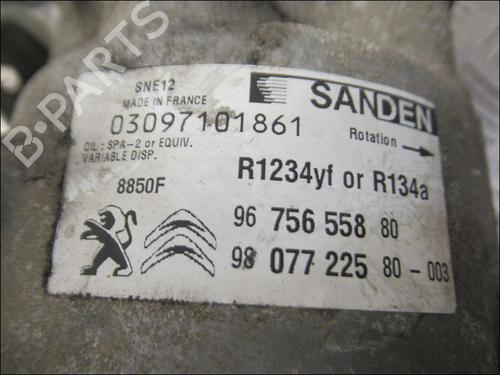 B-PARTS
SNE12
MADE IN FRANCE
SANDEN
03097101861
Rotation
OIL: SPA-2 or EQUIV.
VARIABLE DISP.
R1234yf or R134a
8850F
96 756 558 80
98 077 225 80-003